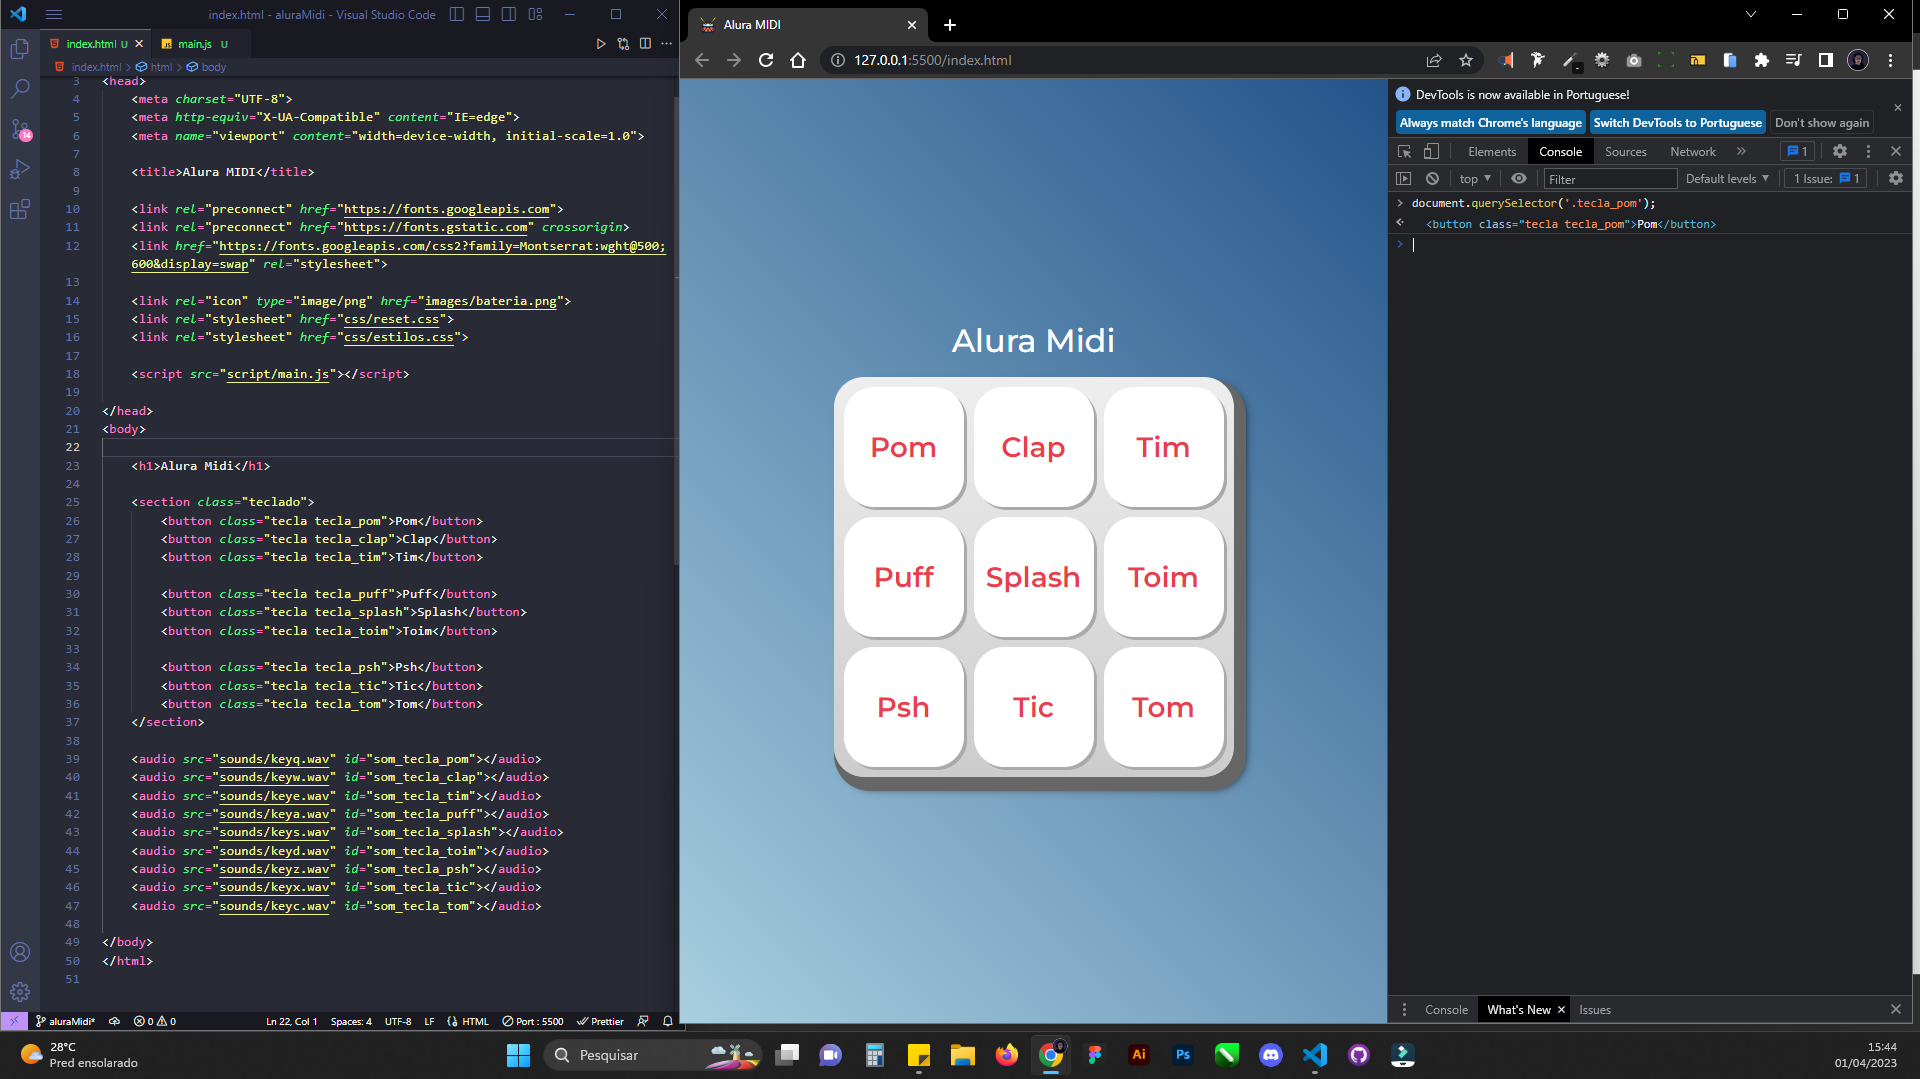 index.html - aluraMidi - Visual Studio Code
index.html U
main.js U
index.html > html > body
3 <head>
4 <meta charset="UTF-8">
5 <meta http-equiv="X-UA-Compatible" content="IE=edge">
6 <meta name="viewport" content="width=device-width, initial-scale=1.0">
7
8 <title>Alura MIDI</title>
9
10 <link rel="preconnect" href="https://fonts.googleapis.com">
11 <link rel="preconnect" href="https://fonts.gstatic.com" crossorigin>
12 <link href="https://fonts.googleapis.com/css2?family=Montserrat:wght@500;
600&display=swap" rel="stylesheet">
13
14 <link rel="icon" type="image/png" href="images/bateria.png">
15 <link rel="stylesheet" href="css/reset.css">
16 <link rel="stylesheet" href="css/estilos.css">
17
18 <script src="script/main.js"></script>
19
20 </head>
21 <body>
22
23 <h1>Alura Midi</h1>
24
25 <section class="teclado">
26 <button class="tecla tecla_pom">Pom</button>
27 <button class="tecla tecla_clap">Clap</button>
28 <button class="tecla tecla_tim">Tim</button>
29
30 <button class="tecla tecla_puff">Puff</button>
31 <button class="tecla tecla_splash">Splash</button>
32 <button class="tecla tecla_toim">Toim</button>
33
34 <button class="tecla tecla_psh">Psh</button>
35 <button class="tecla tecla_tic">Tic</button>
36 <button class="tecla tecla_tom">Tom</button>
37 </section>
38
39 <audio src="sounds/keyq.wav" id="som_tecla_pom"></audio>
40 <audio src="sounds/keyw.wav" id="som_tecla_clap"></audio>
41 <audio src="sounds/keye.wav" id="som_tecla_tim"></audio>
42 <audio src="sounds/keya.wav" id="som_tecla_puff"></audio>
43 <audio src="sounds/keys.wav" id="som_tecla_splash"></audio>
44 <audio src="sounds/keyd.wav" id="som_tecla_toim"></audio>
45 <audio src="sounds/keyz.wav" id="som_tecla_psh"></audio>
46 <audio src="sounds/keyx.wav" id="som_tecla_tic"></audio>
47 <audio src="sounds/keyc.wav" id="som_tecla_tom"></audio>
48
49 </body>
50 </html>
51
14
aluraMidi* 0 0 Ln 22, Col 1 Spaces: 4 UTF-8 LF HTML Port : 5500 Prettier
Alura MIDI
127.0.0.1:5500/index.html
Alura Midi
Pom Clap Tim
Puff Splash Toim
Psh Tic Tom
DevTools is now available in Portuguese!
Always match Chrome's language Switch DevTools to Portuguese Don't show again
Elements Console Sources Network 1
top Filter Default levels 1 Issue: 1
document.querySelector('.tecla_pom');
<button class="tecla tecla_pom">Pom</button>
Console What's New Issues
28°C
Pred ensolarado
Pesquisar
Ai
Ps
15:44
01/04/2023